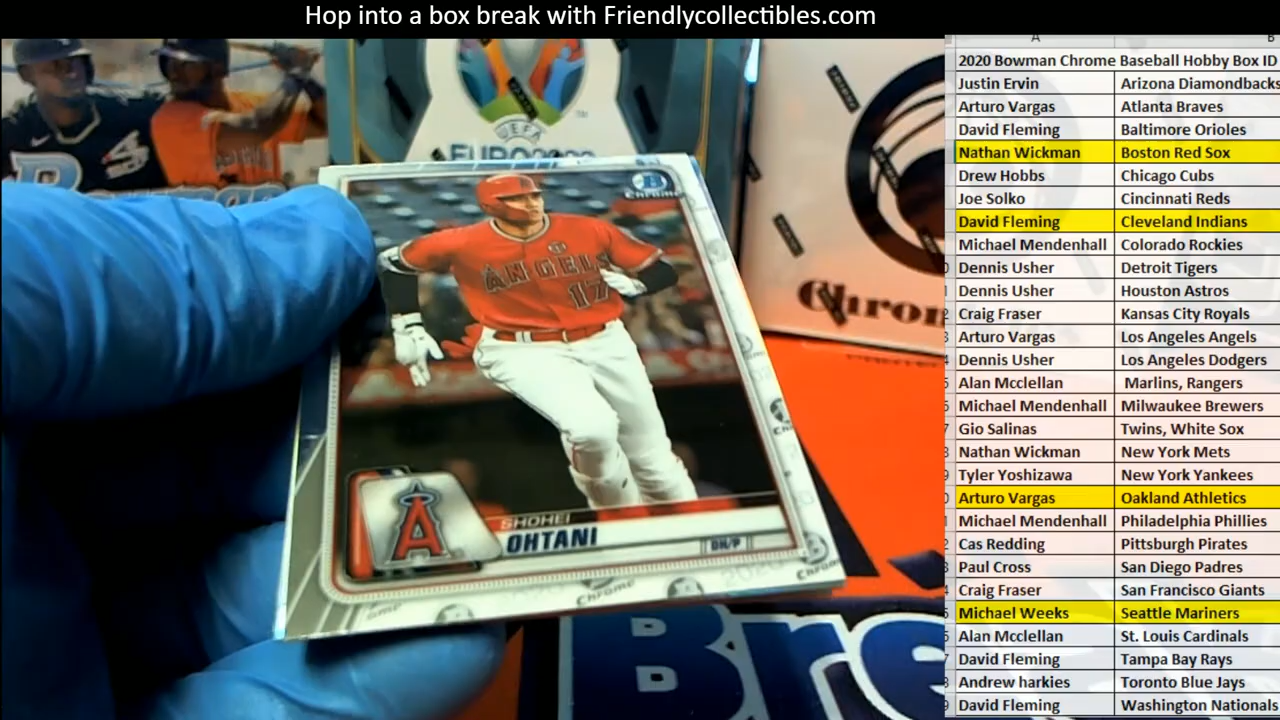 Hop into a box break with Friendlycollectibles.com
UEFA
EURO2020
Chrome
ANGELS
17
A
SHOHEI
OHTANI
DH/P
Chrome
2020
Chrome
Bre
A B
2020 Bowman Chrome Baseball Hobby Box ID
Justin Ervin Arizona Diamondbacks
Arturo Vargas Atlanta Braves
David Fleming Baltimore Orioles
Nathan Wickman Boston Red Sox
Drew Hobbs Chicago Cubs
Joe Solko Cincinnati Reds
David Fleming Cleveland Indians
Michael Mendenhall Colorado Rockies
Dennis Usher Detroit Tigers
Dennis Usher Houston Astros
Craig Fraser Kansas City Royals
Arturo Vargas Los Angeles Angels
Dennis Usher Los Angeles Dodgers
Alan Mcclellan Marlins, Rangers
Michael Mendenhall Milwaukee Brewers
Gio Salinas Twins, White Sox
Nathan Wickman New York Mets
Tyler Yoshizawa New York Yankees
Arturo Vargas Oakland Athletics
Michael Mendenhall Philadelphia Phillies
Cas Redding Pittsburgh Pirates
Paul Cross San Diego Padres
Craig Fraser San Francisco Giants
Michael Weeks Seattle Mariners
Alan Mcclellan St. Louis Cardinals
David Fleming Tampa Bay Rays
Andrew harkies Toronto Blue Jays
David Fleming Washington Nationals